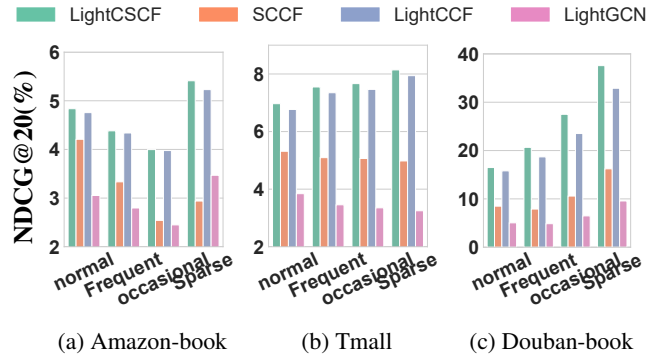 LightCSCF SCCF LightCCF LightGCN
NDCG@20(%)
6
5
4
3
2
normal Frequent occasional Sparse
8
6
4
2
normal Frequent occasional Sparse
40
30
20
10
0
normal Frequent occasional Sparse
(a) Amazon-book (b) Tmall (c) Douban-book